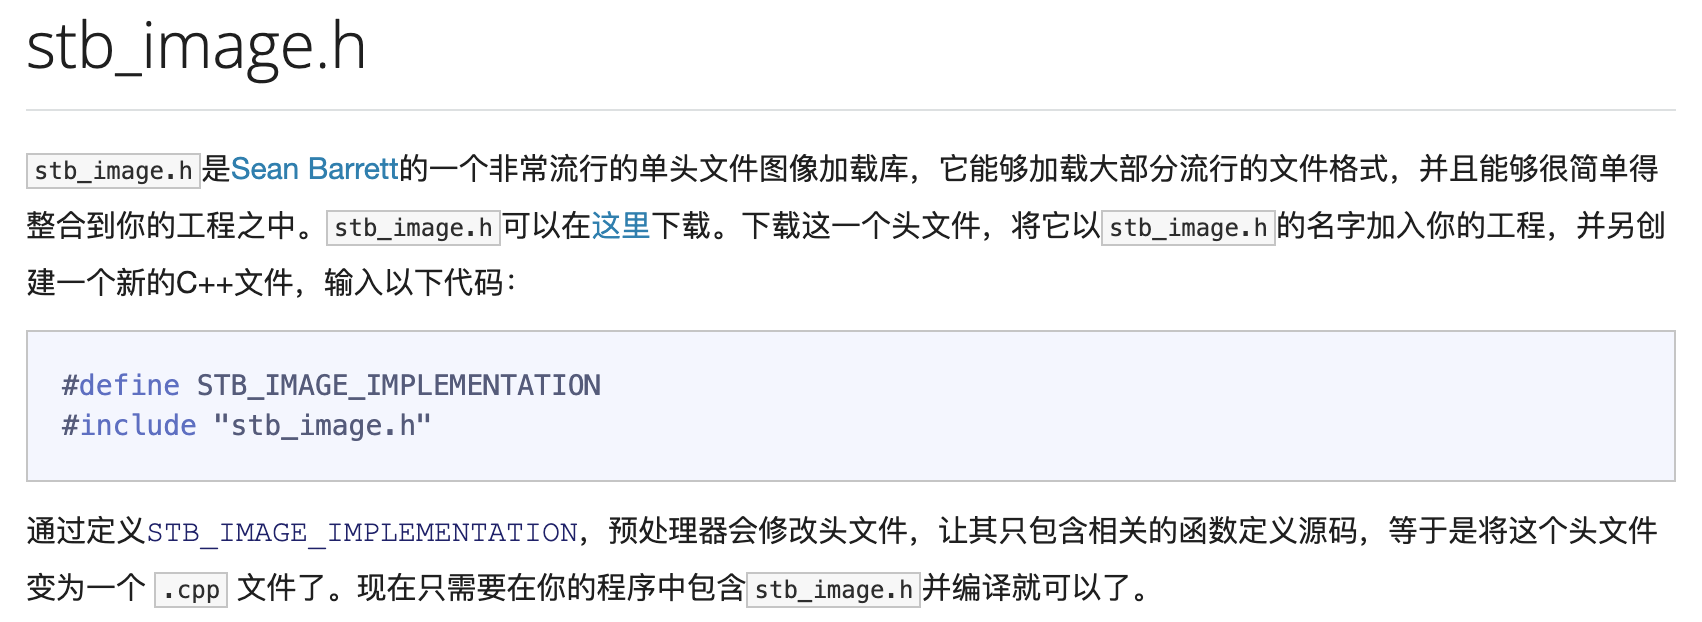 stb_image.h
stb_image.h是Sean Barrett的一个非常流行的单头文件图像加载库，它能够加载大部分流行的文件格式，并且能够很简单得
整合到你的工程之中。stb_image.h可以在这里下载。下载这一个头文件，将它以stb_image.h的名字加入你的工程，并另创
建一个新的C++文件，输入以下代码：
#define STB_IMAGE_IMPLEMENTATION
#include "stb_image.h"
通过定义STB_IMAGE_IMPLEMENTATION，预处理器会修改头文件，让其只包含相关的函数定义源码，等于是将这个头文件
变为一个 .cpp 文件了。现在只需要在你的程序中包含stb_image.h并编译就可以了。